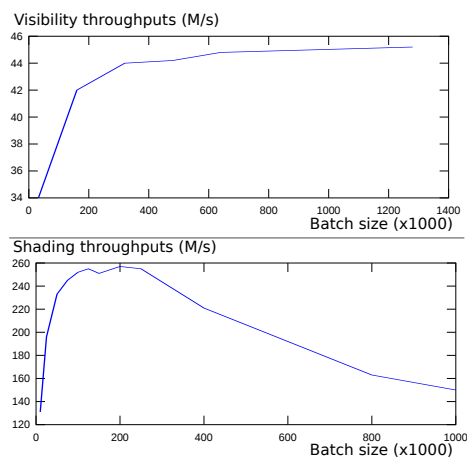 Visibility throughputs (M/s)
46
44
42
40
38
36
34
0 200 400 600 800 1000 1200 1400
Batch size (x1000)
Shading throughputs (M/s)
260
240
220
200
180
160
140
120
0 200 400 600 800 1000
Batch size (x1000)